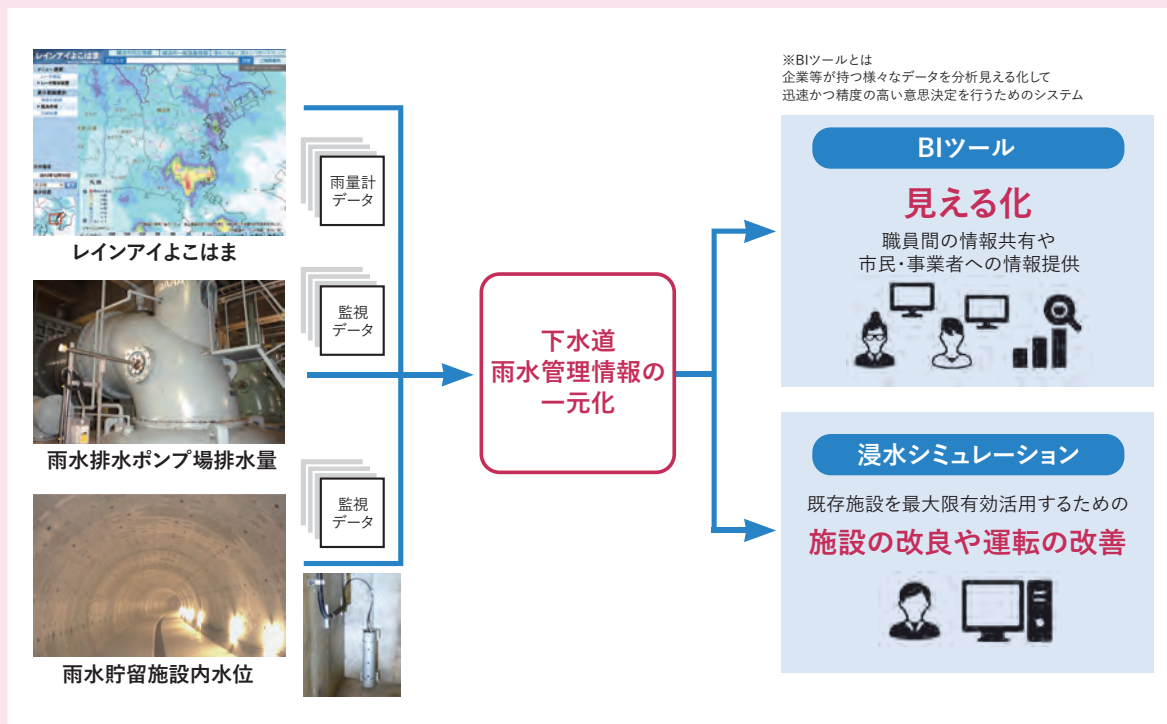 レインアイよこはま
レインアイよこはま
雨量計
データ
監視
データ
雨水排水ポンプ場排水量
監視
データ
雨水貯留施設内水位
下水道
雨水管理情報の
一元化
※BIツールとは
企業等が持つ様々なデータを分析見える化して
迅速かつ精度の高い意思決定を行うためのシステム
BIツール
見える化
職員間の情報共有や
市民・事業者への情報提供
浸水シミュレーション
既存施設を最大限有効活用するための
施設の改良や運転の改善